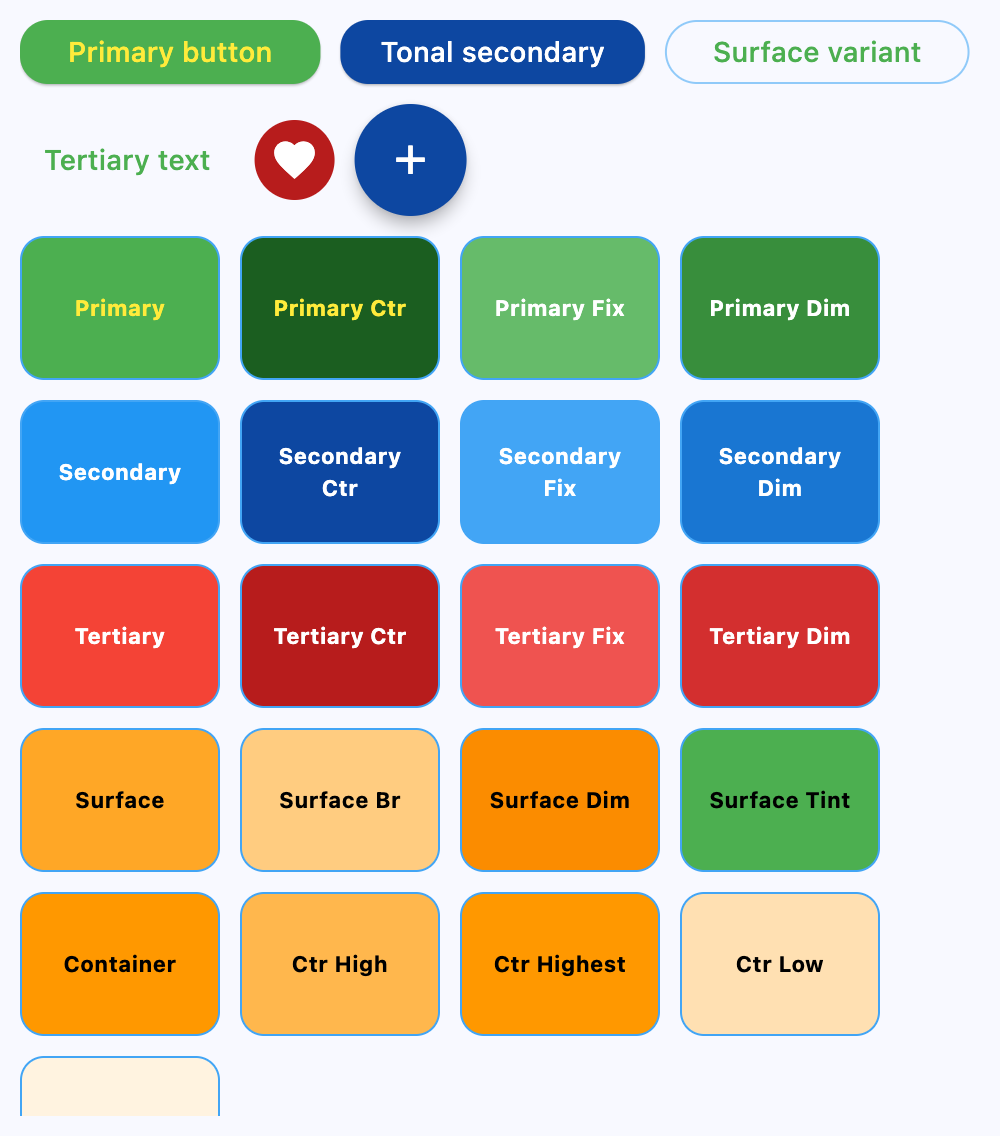 Primary button
Tonal secondary
Surface variant
Tertiary text
Primary
Primary Ctr
Primary Fix
Primary Dim
Secondary
Secondary
Ctr
Secondary
Fix
Secondary
Dim
Tertiary
Tertiary Ctr
Tertiary Fix
Tertiary Dim
Surface
Surface Br
Surface Dim
Surface Tint
Container
Ctr High
Ctr Highest
Ctr Low